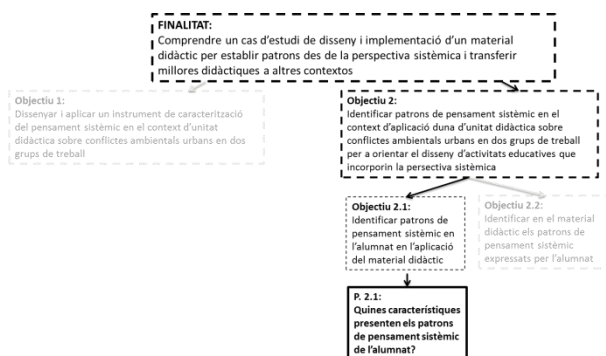 FINALITAT:
Comprendre un cas d'estudi de disseny i implementació d'un material
didàctic per establir patrons des de la perspectiva sistèmica i transferir
millores didàctiques a altres contextos
Objectiu 1:
Dissenyar i aplicar un instrument de caracterització
del pensament sistèmic en el context d'unitat
didàctica sobre conflictes ambientals urbans en dos
grups de treball
Objectiu 2:
Identificar patrons de pensament sistèmic en el
context d'aplicació duna d'unitat didàctica sobre
conflictes ambientals urbans en dos grups de treball
per a orientar el disseny d'activitats educatives que
incorporin la persectiva sistèmica
Objectiu 2.1:
Identificar patrons de
pensament sistèmic en
l'alumnat en l'aplicació
del material didàctic
Objectiu 2.2:
Identificar en el material
didàctic els patrons de
pensament sistèmic
expressats per l'alumnat
P. 2.1:
Quines característiques
presenten els patrons
de pensament sistèmic
de l'alumnat?